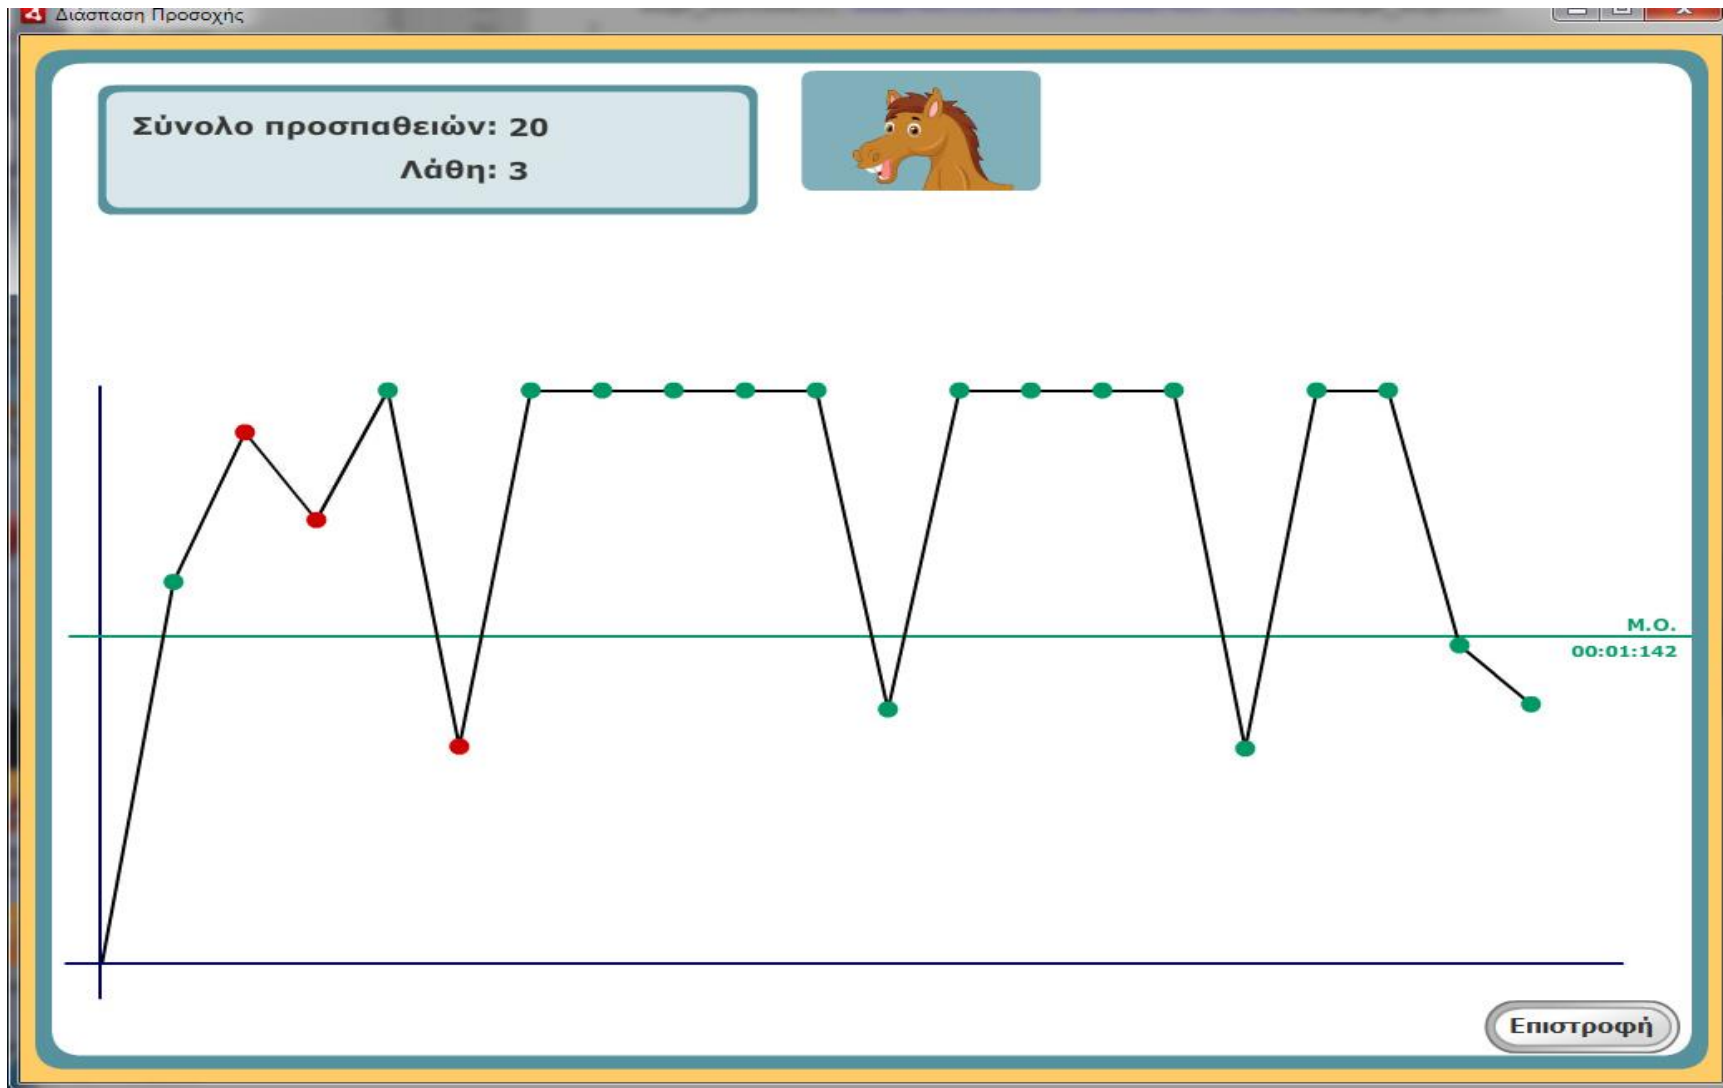 Διάσπαση Προσοχής
Σύνολο προσπαθειών: 20
Λάθη: 3
Μ.Ο.
00:01:142
Επιστροφή